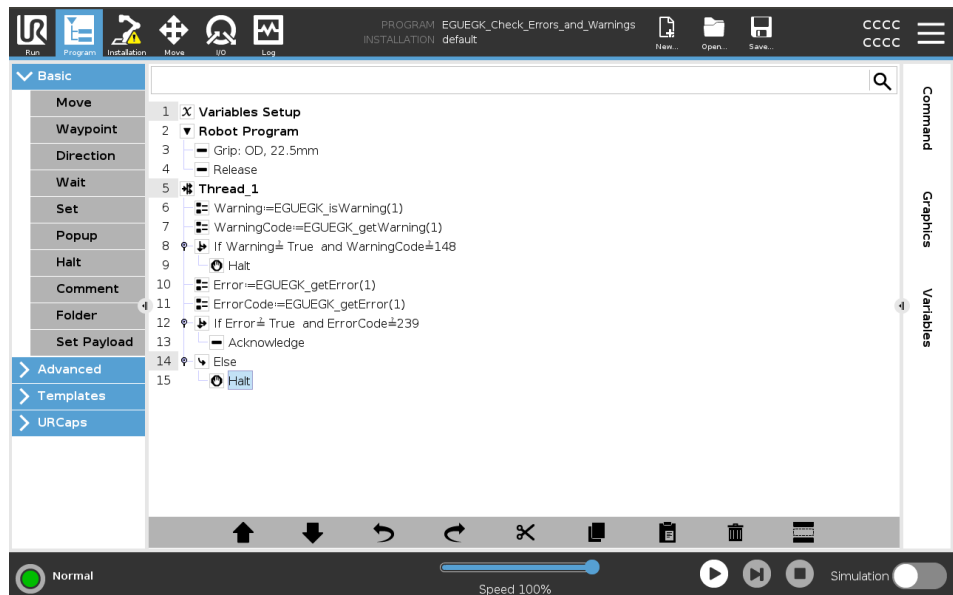 PROGRAM EGUEGK_Check_Errors_and_Warnings
INSTALLATION default
CCCC
CCCC
Run
Program
Installation
Move
I/O
Log
New...
Open...
Save...
Basic
Move
Waypoint
Direction
Wait
Set
Popup
Halt
Comment
Folder
Set Payload
Advanced
Templates
URCaps
1 X Variables Setup
2 Robot Program
3 Grip: OD, 22.5mm
4 Release
5 Thread_1
6 Warning:=EGUEGK_isWarning(1)
7 WarningCode:=EGUEGK_getWarning(1)
8 If Warning≟ True and WarningCode≟148
9 Halt
10 Error:=EGUEGK_getError(1)
11 ErrorCode:=EGUEGK_getError(1)
12 If Error≟ True and ErrorCode≟239
13 Acknowledge
14 Else
15 Halt
Command
Graphics
Variables
Normal
Speed 100%
Simulation